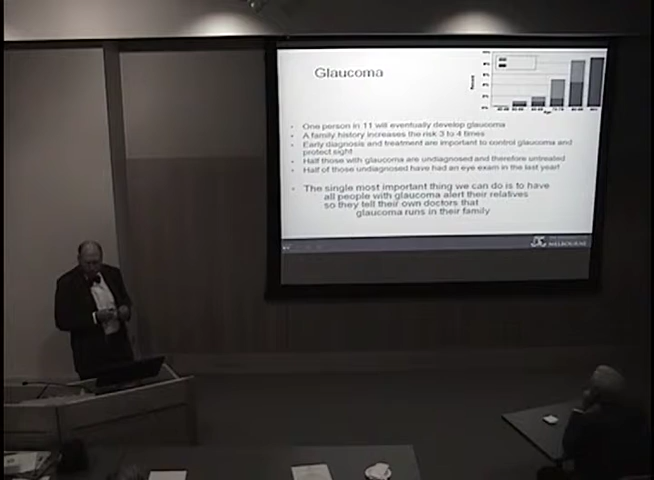 Glaucoma
One person in 11 will eventually develop glaucoma
A family history increases the risk 3 to 4 times
Early diagnosis and treatment are important to control glaucoma and
protect sight
Half those with glaucoma are undiagnosed and therefore untreated
Half of those undiagnosed have had an eye exam in the last year!
The single most important thing we can do is to have
all people with glaucoma alert their relatives
so they tell their own doctors that
glaucoma runs in their family
MELBOURNE